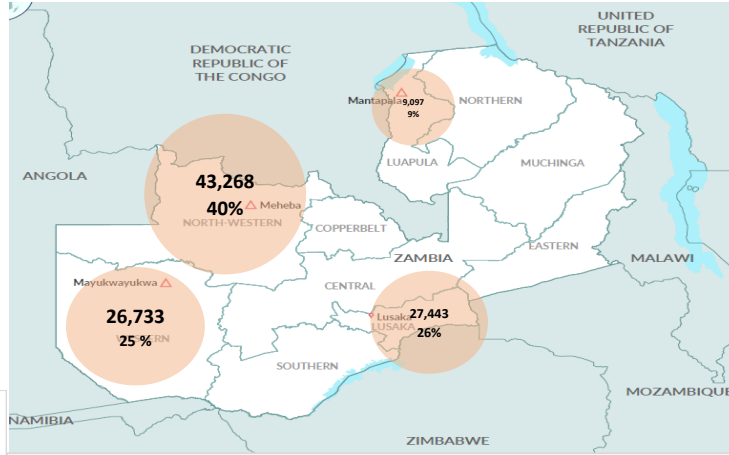 UNITED
REPUBLIC OF
TANZANIA
DEMOCRATIC
REPUBLIC OF
THE CONGO
Mantapala
9,097
9%
NORTHERN
LUAPULA
MUCHINGA
ANGOLA
43,268
40%
Meheba
NORTH-WESTERN
COPPERBELT
EASTERN
ZAMBIA
MALAWI
Mayukwayukwa
CENTRAL
26,733
25 %
WESTERN
27,443
Lusaka
LUSAKA
26%
SOUTHERN
MOZAMBIQUE
NAMIBIA
ZIMBABWE